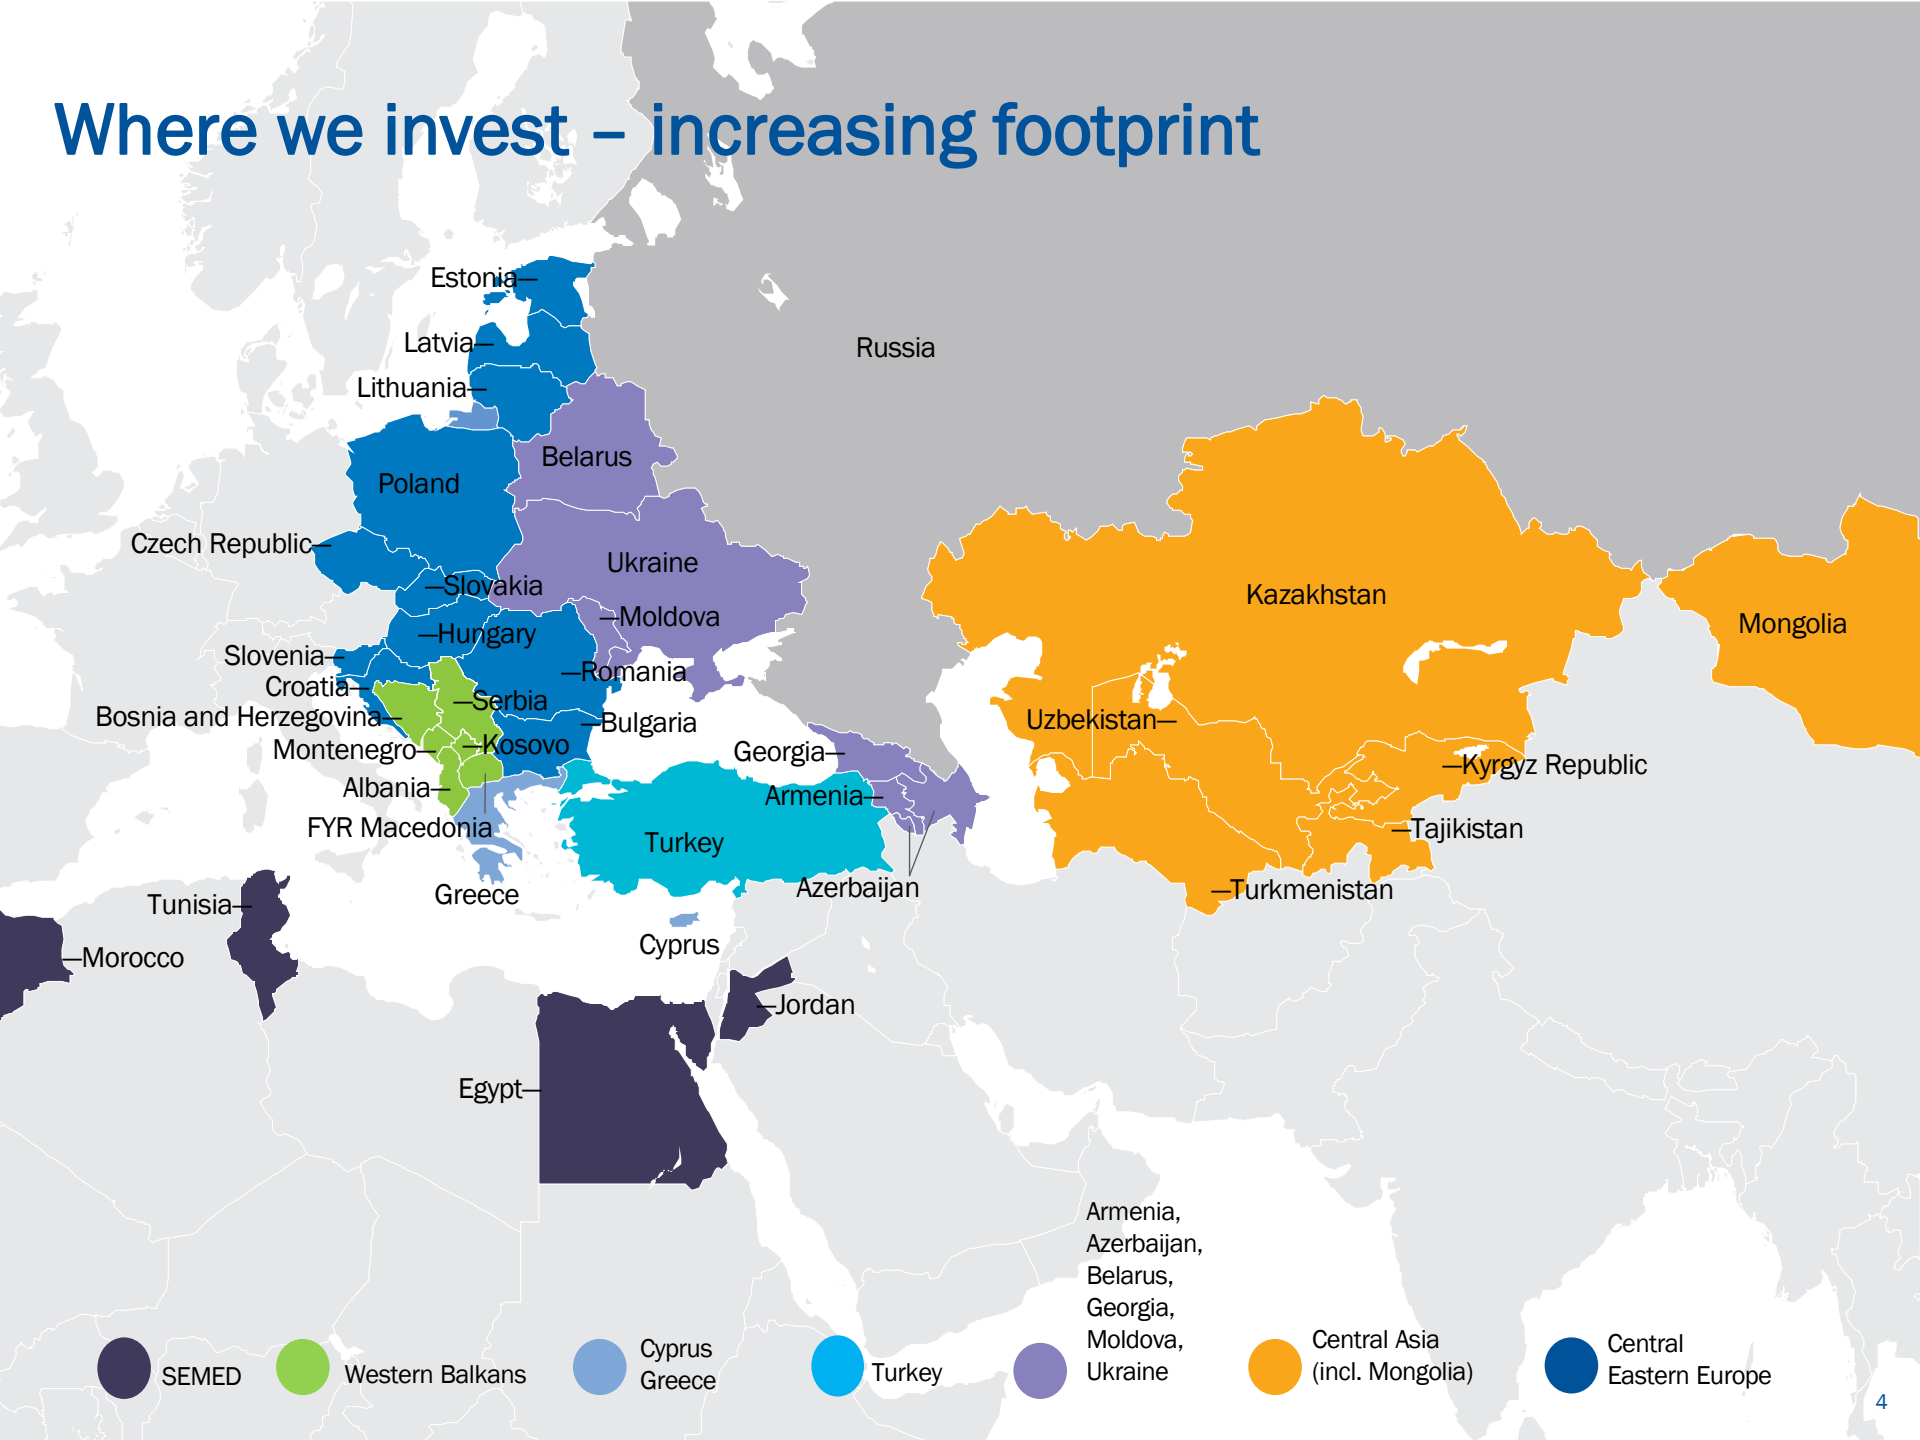 Where we invest – increasing footprint
Estonia
Latvia
Russia
Lithuania
Belarus
Poland
Czech Republic
Ukraine
Slovakia
Kazakhstan
Moldova
Mongolia
Hungary
Slovenia
Romania
Croatia
Serbia
Bosnia and Herzegovina
Uzbekistan
Bulgaria
Kosovo
Montenegro
Georgia
Kyrgyz Republic
Albania
Armenia
FYR Macedonia
Tajikistan
Turkey
Azerbaijan
Turkmenistan
Greece
Tunisia
Cyprus
Morocco
Jordan
Egypt
SEMED
Western Balkans
Cyprus
Greece
Turkey
Armenia,
Azerbaijan,
Belarus,
Georgia,
Moldova,
Ukraine
Central Asia
(incl. Mongolia)
Central
Eastern Europe
4